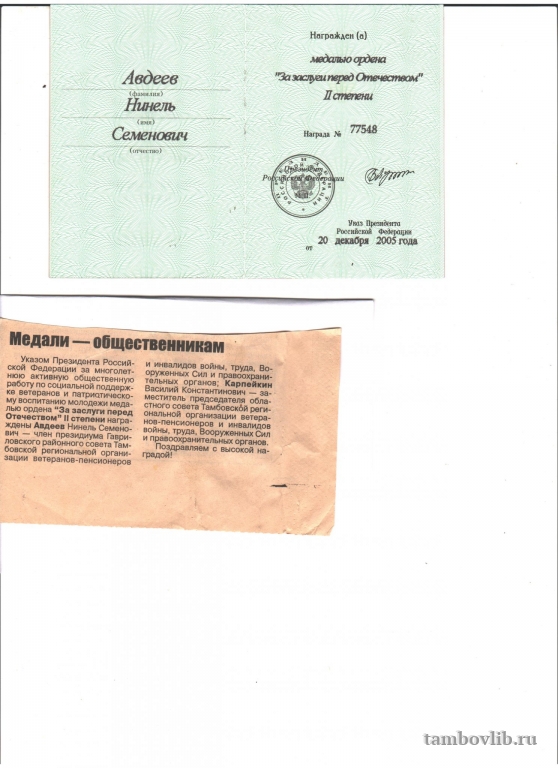 Авдеев
(фамилия)
Нинель
(имя)
Семенович
(отчество)
Награжден (а)
медалью ордена
"За заслуги перед Отечеством"
II степени
Награда № 77548
Президент
Российской Федерации
Указ Президента
Российской Федерации
от 20 декабря 2005 года
Медали — общественникам
Указом Президента Россий-
ской Федерации за многолет-
нюю активную общественную
работу по социальной поддерж-
ке ветеранов и патриотическо-
му воспитанию молодежи меда-
лью ордена "За заслуги перед
Отечеством" II степени награ-
ждены Авдеев Нинель Семено-
вич — член президиума Гаври-
ловского районного совета Там-
бовской региональной органи-
зации ветеранов-пенсионеров
и инвалидов войны, труда, Во-
оруженных Сил и правоохрани-
тельных органов; Карпейкин
Василий Константинович — за-
меститель председателя обла-
стного совета Тамбовской ре-
гиональной организации ветера-
нов-пенсионеров и инвалидов
войны, труда, Вооруженных Сил
и правоохранительных органов.
Поздравляем с высокой на-
градой!
tambovlib.ru